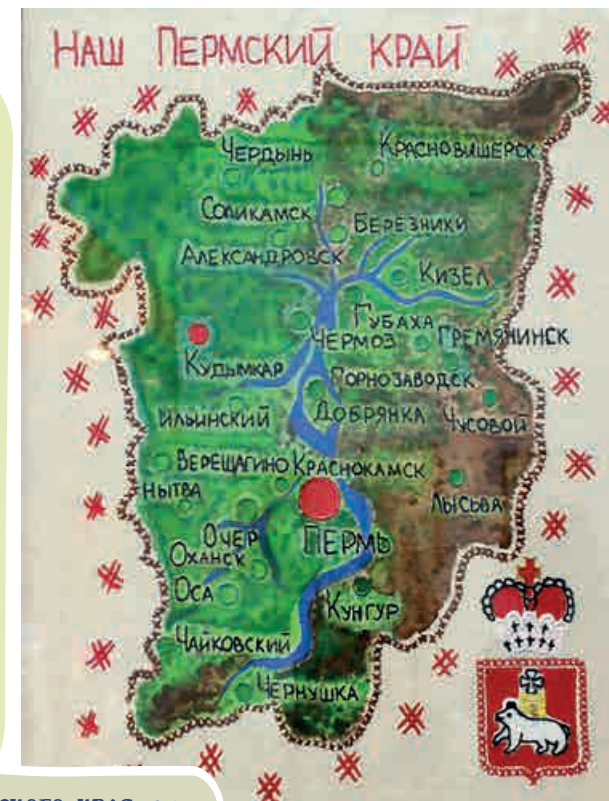 НАШ ПЕРМСКИЙ КРАЙ
ЧЕРДЫНЬ
КРАСНОВИШЕРСК
СОЛИКАМСК
БЕРЕЗНИКИ
АЛЕКСАНДРОВСК
КИЗЕЛ
ГУБАХА
ЧЕРМОЗ
ГРЕМЯЧИНСК
КУДЫМКАР
ГОРНОЗАВОДСК
ИЛЬИНСКИЙ
ДОБРЯНКА
ЧУСОВОЙ
ВЕРЕЩАГИНО
КРАСНОКАМСК
НЫТВА
ЛЫСЬВА
ОЧЕР
ПЕРМЬ
ОХАНСК
ОСА
КУНГУР
ЧАЙКОВСКИЙ
ЧЕРНУШКА